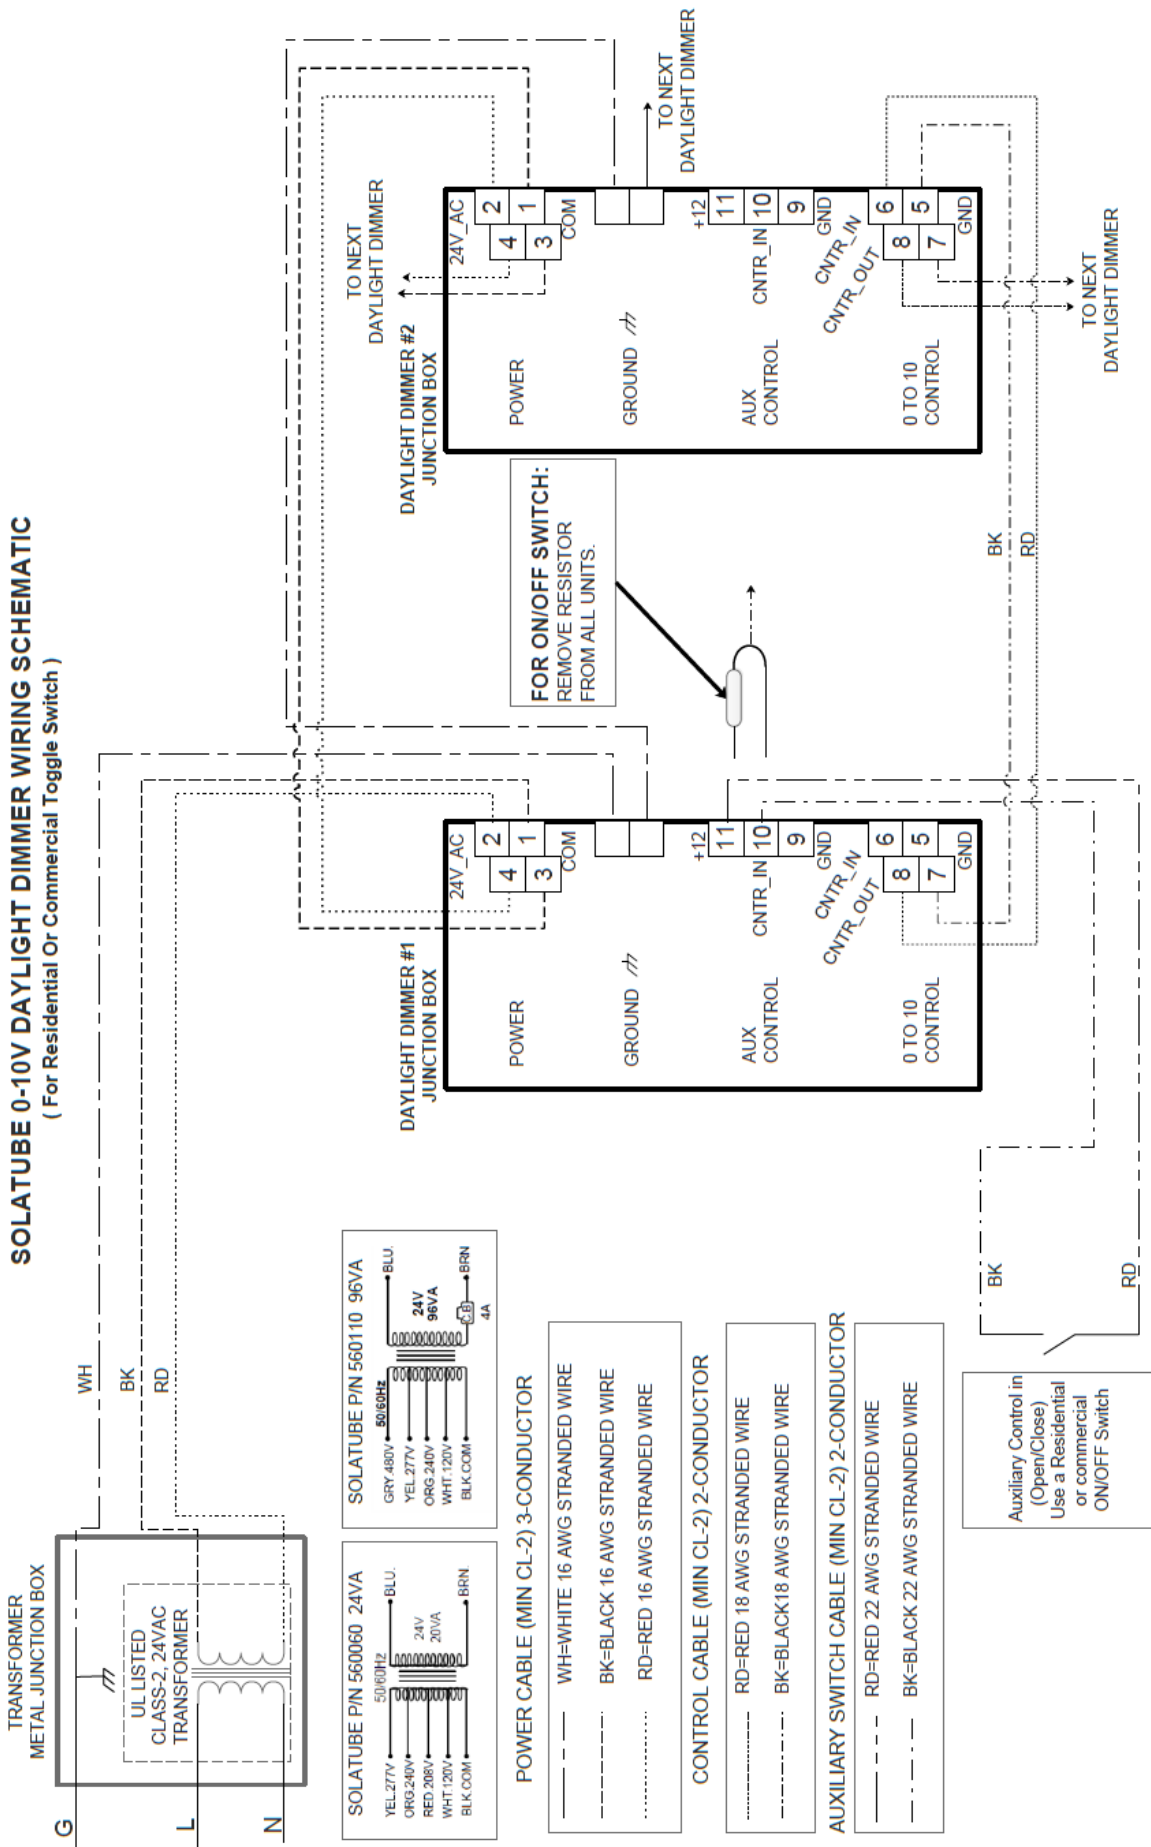 SOLATUBE 0-10V DAYLIGHT DIMMER WIRING SCHEMATIC
( For Residential Or Commercial Toggle Switch )
TRANSFORMER
METAL JUNCTION BOX
G
L
N
UL LISTED
CLASS-2, 24VAC
TRANSFORMER
WH
BK
RD
SOLATUBE P/N 560060 24VA
50/60Hz
YEL.277V
ORG.240V
RED.208V
WHT.120V
BLK.COM
24V
20VA
BLU.
BRN.
SOLATUBE P/N 560110 96VA
50/60Hz
GRY.480V
YEL.277V
ORG.240V
WHT.120V
BLK.COM
24V
96VA
BLU.
C.B
4A
BRN
POWER CABLE (MIN CL-2) 3-CONDUCTOR
WH=WHITE 16 AWG STRANDED WIRE
BK=BLACK 16 AWG STRANDED WIRE
RD=RED 16 AWG STRANDED WIRE
CONTROL CABLE (MIN CL-2) 2-CONDUCTOR
RD=RED 18 AWG STRANDED WIRE
BK=BLACK18 AWG STRANDED WIRE
AUXILIARY SWITCH CABLE (MIN CL-2) 2-CONDUCTOR
RD=RED 22 AWG STRANDED WIRE
BK=BLACK 22 AWG STRANDED WIRE
Auxiliary Control in
(Open/Close)
Use a Residential
or commercial
ON/OFF Switch
BK
RD
DAYLIGHT DIMMER #1
JUNCTION BOX
POWER
24V_AC
2
4
1
3
COM
GROUND
AUX
CONTROL
+12
11
CNTR_IN
10
9
GND
0 TO 10
CONTROL
CNTR_IN
CNTR_OUT
6
8
5
7
GND
FOR ON/OFF SWITCH:
REMOVE RESISTOR
FROM ALL UNITS.
BK
RD
DAYLIGHT DIMMER #2
JUNCTION BOX
TO NEXT
DAYLIGHT DIMMER
POWER
24V_AC
2
4
1
3
COM
GROUND
TO NEXT
DAYLIGHT DIMMER
AUX
CONTROL
+12
11
CNTR_IN
10
9
GND
0 TO 10
CONTROL
CNTR_IN
CNTR_OUT
6
8
5
7
GND
TO NEXT
DAYLIGHT DIMMER